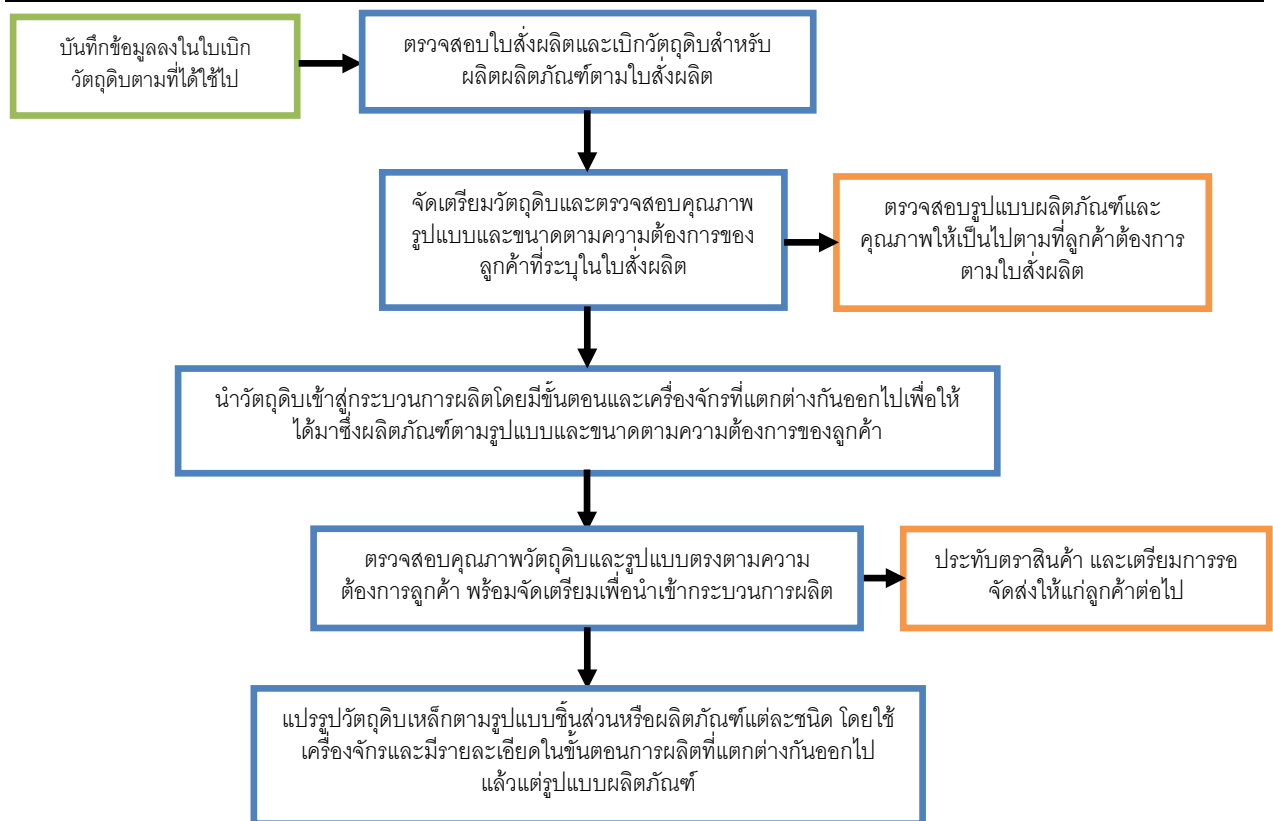 บันทึกข้อมูลลงในใบเบิก
วัตถุดิบตามที่ได้ใช้ไป
ตรวจสอบใบสั่งผลิตและเบิกวัตถุดิบสำหรับ
ผลิตผลิตภัณฑ์ตามใบสั่งผลิต
จัดเตรียมวัตถุดิบและตรวจสอบคุณภาพ
รูปแบบและขนาดตามความต้องการของ
ลูกค้าที่ระบุในใบสั่งผลิต
ตรวจสอบรูปแบบผลิตภัณฑ์และ
คุณภาพให้เป็นไปตามที่ลูกค้าต้องการ
ตามใบสั่งผลิต
นำวัตถุดิบเข้าสู่กระบวนการผลิตโดยมีขั้นตอนและเครื่องจักรที่แตกต่างกันออกไปเพื่อให้
ได้มาซึ่งผลิตภัณฑ์ตามรูปแบบและขนาดตามความต้องการของลูกค้า
ตรวจสอบคุณภาพวัตถุดิบและรูปแบบตรงตามความ
ต้องการลูกค้า พร้อมจัดเตรียมเพื่อนำเข้ากระบวนการผลิต
ประทับตราสินค้า และเตรียมการรอ
จัดส่งให้แก่ลูกค้าต่อไป
แปรรูปวัตถุดิบเหล็กตามรูปแบบชิ้นส่วนหรือผลิตภัณฑ์แต่ละชนิด โดยใช้
เครื่องจักรและมีรายละเอียดในขั้นตอนการผลิตที่แตกต่างกันออกไป
แล้วแต่รูปแบบผลิตภัณฑ์